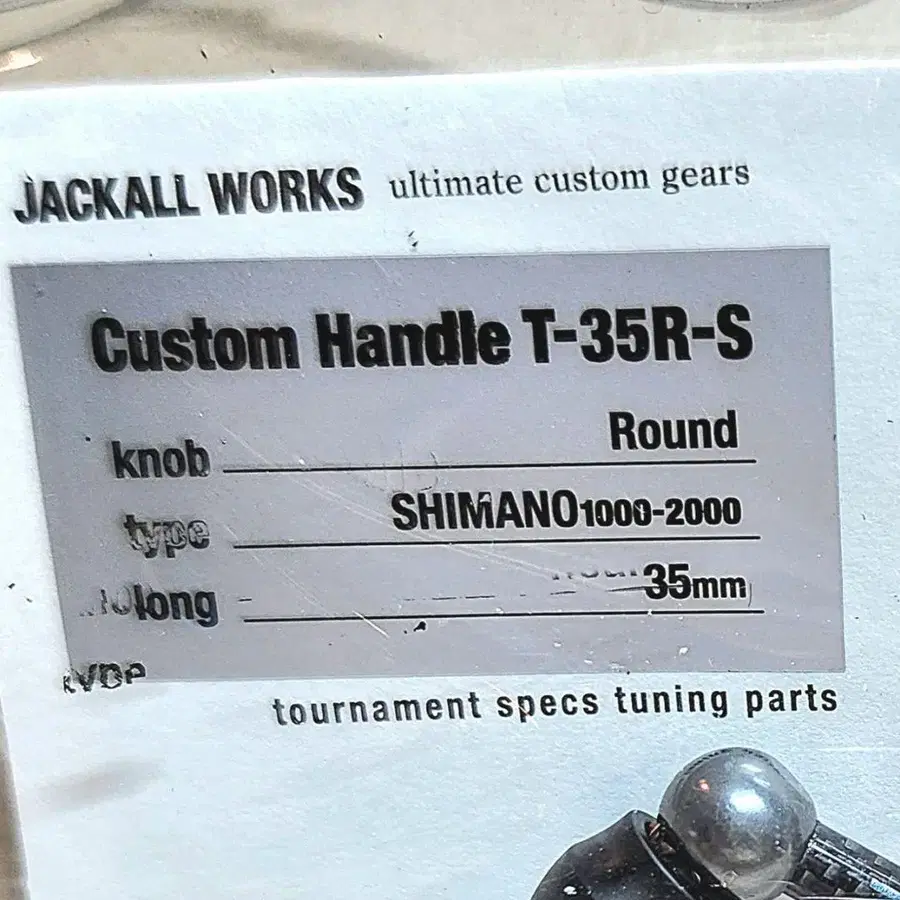 JACKALL WORKS ultimate custom gears
Custom Handle T-35R-S
knob Round
type SHIMANO1000-2000
long 35mm
tournament specs tuning parts